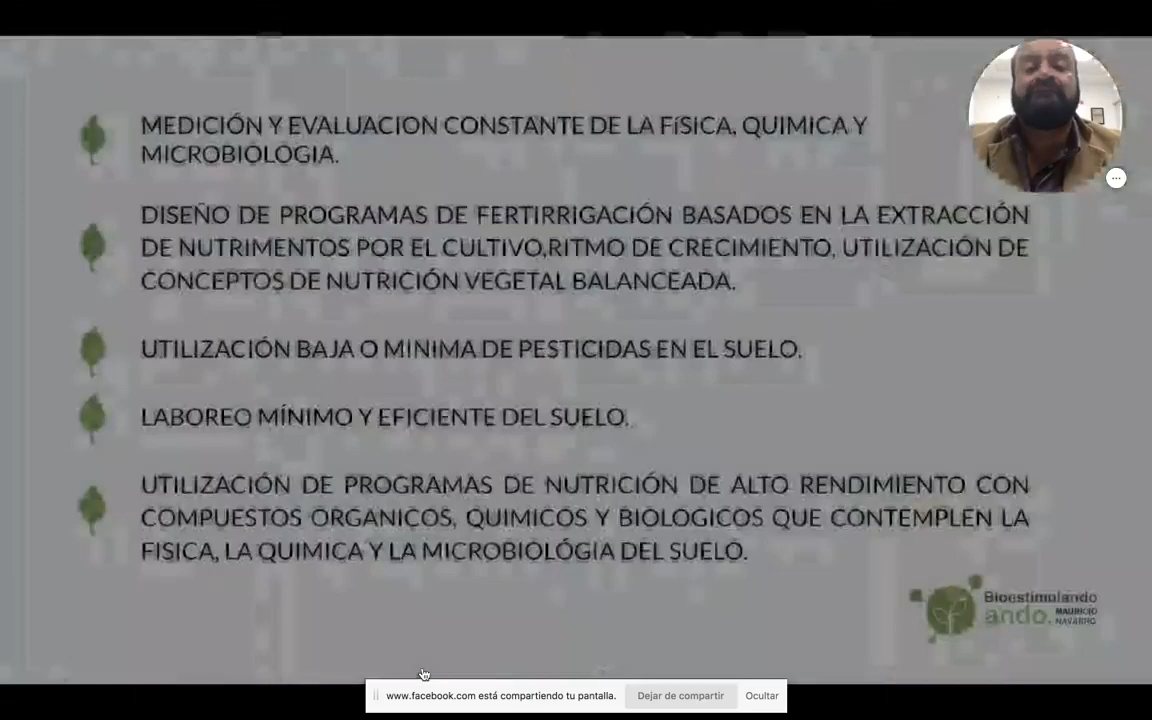 MEDICIÓN Y EVALUACION CONSTANTE DE LA FÍSICA, QUIMICA Y
MICROBIOLOGIA.
DISEÑO DE PROGRAMAS DE FERTIRRIGACIÓN BASADOS EN LA EXTRACCIÓN
DE NUTRIMENTOS POR EL CULTIVO,RITMO DE CRECIMIENTO, UTILIZACIÓN DE
CONCEPTOS DE NUTRICIÓN VEGETAL BALANCEADA.
UTILIZACIÓN BAJA O MINIMA DE PESTICIDAS EN EL SUELO.
LABOREO MÍNIMO Y EFICIENTE DEL SUELO.
UTILIZACIÓN DE PROGRAMAS DE NUTRICIÓN DE ALTO RENDIMIENTO CON
COMPUESTOS ORGANICOS, QUIMICOS Y BIOLOGICOS QUE CONTEMPLEN LA
FISICA, LA QUIMICA Y LA MICROBIOLÓGIA DEL SUELO.
Bioestimulando
ando. MAURICIO
NAVARRO
www.facebook.com está compartiendo tu pantalla. Dejar de compartir Ocultar